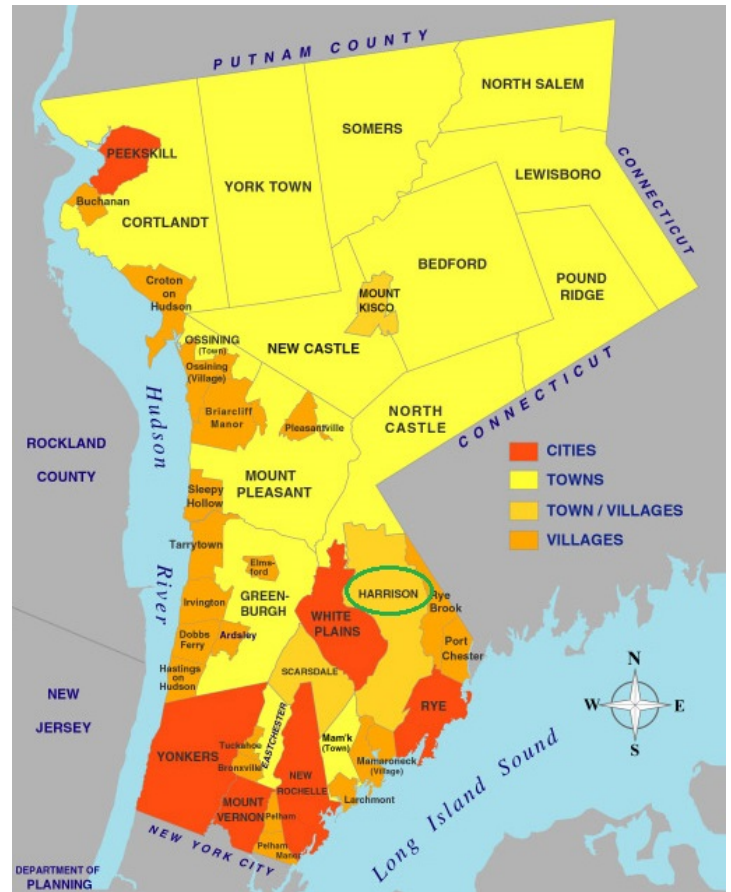 PUTNAM COUNTY
NORTH SALEM
SOMERS
PEEKSKILL
CONNECTICUT
LEWISBORO
YORK TOWN
Buchanan
CORTLANDT
BEDFORD
POUND
RIDGE
Croton
on
Hudson
MOUNT
KISCO
OSSINING
(Town)
NEW CASTLE
Ossining
(Village)
CONNECTICUT
Hudson
River
Briarcliff
Manor
Pleasantville
NORTH
CASTLE
ROCKLAND
COUNTY
CITIES
TOWNS
TOWN / VILLAGES
VILLAGES
MOUNT
PLEASANT
Sleepy
Hollow
Tarrytown
Elms-
ford
GREEN-
BURGH
HARRISON
Rye
Brook
Irvington
WHITE
PLAINS
Dobbs
Ferry
Ardsley
Port
Chester
Hastings
on
Hudson
SCARSDALE
N
W
E
S
NEW
JERSEY
RYE
EASTCHESTER
Mam'k
(Town)
YONKERS
Tuckahoe
Bronxville
Mamaroneck
(Village)
NEW
ROCHELLE
Larchmont
MOUNT
VERNON
Pelham
Long Island Sound
NEW YORK CITY
Pelham
Manor
DEPARTMENT OF
PLANNING